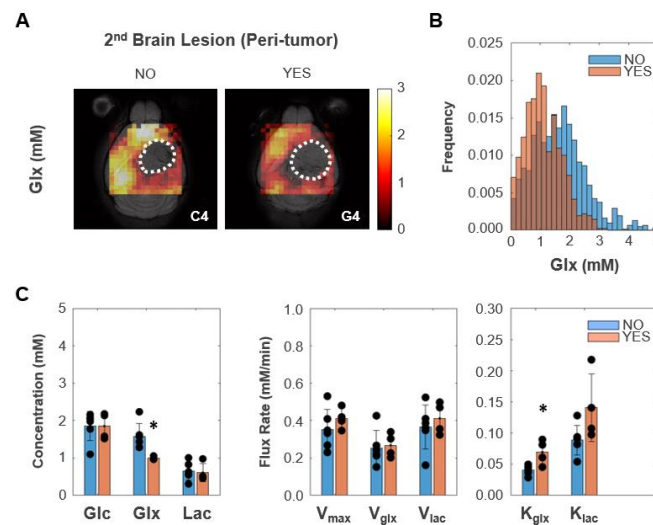 A
2nd Brain Lesion (Peri-tumor)
NO
YES
Glx (mM)
C4
G4
3
2
1
0
B
Frequency
0.025
0.020
0.015
0.010
0.005
0.000
NO
YES
0 1 2 3 4
Glx (mM)
C
Concentration (mM)
5
4
3
2
1
0
*
Glc Glx Lac
Flux Rate (mM/min)
1.0
0.8
0.6
0.4
0.2
0.0
Vmax Vglx Vlac
0.30
0.25
0.20
0.15
0.10
0.05
0.00
NO
YES
*
Kglx Klac